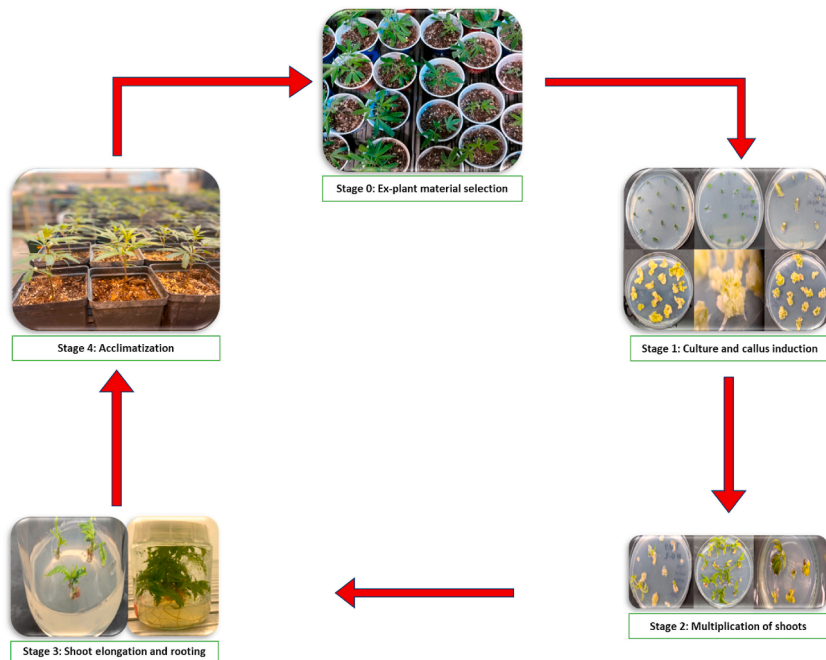 Stage 0: Ex-plant material selection
Stage 1: Culture and callus induction
Stage 2: Multiplication of shoots
Stage 3: Shoot elongation and rooting
Stage 4: Acclimatization